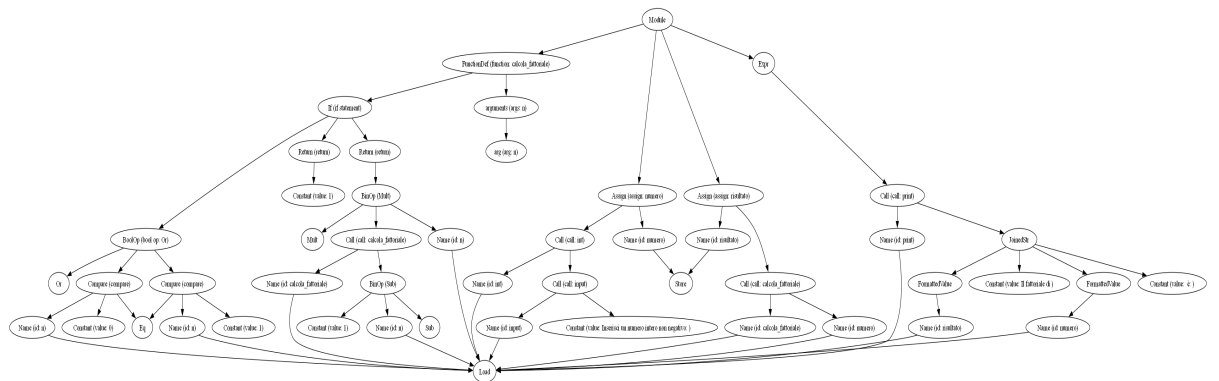 Module
FunctionDef (function: calcola_fattoriale)
Expr
If (if statement)
arguments (args: n)
Return (return)
Return (return)
arg (arg: n)
Constant (value: 1)
BinOp (Mult)
Assign (assign: numero)
Assign (assign: risultato)
Call (call: print)
BoolOp (bool op: Or)
Mult
Call (call: calcola_fattoriale)
Name (id: n)
Call (call: int)
Name (id: numero)
Name (id: risultato)
Name (id: print)
JoinedStr
Or
Compare (compare)
Compare (compare)
Name (id: calcola_fattoriale)
BinOp (Sub)
Name (id: int)
Call (call: input)
Store
Call (call: calcola_fattoriale)
FormattedValue
Constant (value: Il fattoriale di )
FormattedValue
Constant (value: è: )
Name (id: n)
Constant (value: 0)
Eq
Name (id: n)
Constant (value: 1)
Constant (value: 1)
Name (id: n)
Sub
Name (id: input)
Constant (value: Inserisci un numero intero non negativo: )
Name (id: calcola_fattoriale)
Name (id: numero)
Name (id: risultato)
Name (id: numero)
Load